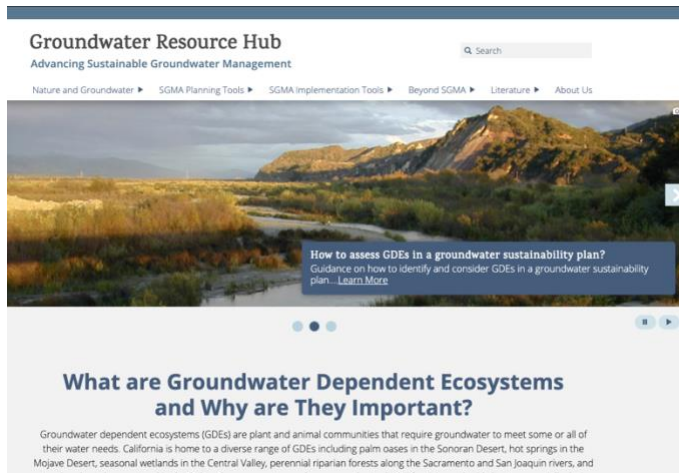 Groundwater Resource Hub
Advancing Sustainable Groundwater Management
Search
Nature and Groundwater SGMA Planning Tools SGMA Implementation Tools Beyond SGMA Literature About Us
How to assess GDEs in a groundwater sustainability plan?
Guidance on how to identify and consider GDEs in a groundwater sustainability
plan...Learn More
What are Groundwater Dependent Ecosystems
and Why are They Important?
Groundwater dependent ecosystems (GDEs) are plant and animal communities that require groundwater to meet some or all of
their water needs. California is home to a diverse range of GDEs including palm oases in the Sonoran Desert, hot springs in the
Mojave Desert, seasonal wetlands in the Central Valley, perennial riparian forests along the Sacramento and San Joaquin rivers, and